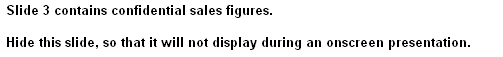 Slide 3 contains confidential sales figures.
Hide this slide, so that it will not display during an onscreen presentation.